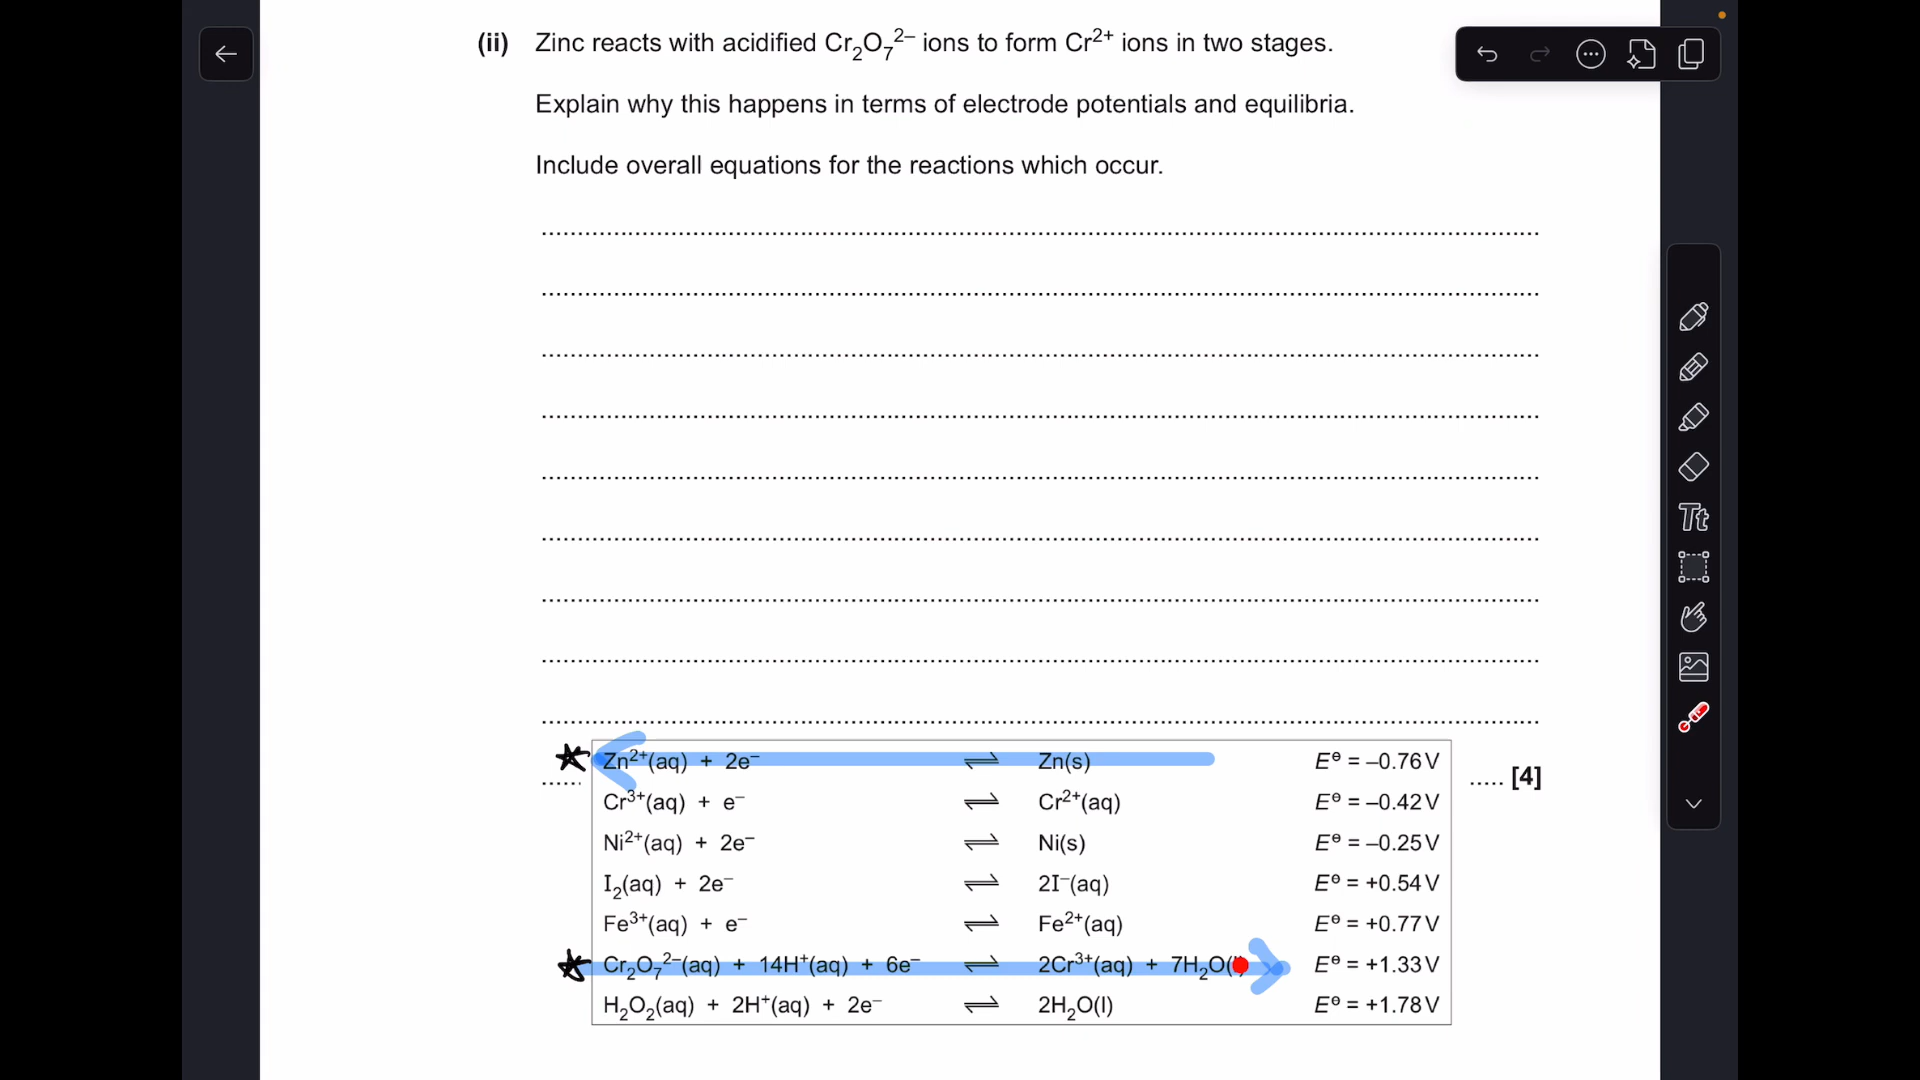 (ii) Zinc reacts with acidified Cr₂O₇²⁻ ions to form Cr²⁺ ions in two stages.
Explain why this happens in terms of electrode potentials and equilibria.
Include overall equations for the reactions which occur.
Zn²⁺(aq) + 2e⁻ ⇌ Zn(s) E⦵ = –0.76 V
..... [4]
Cr³⁺(aq) + e⁻ ⇌ Cr²⁺(aq) E⦵ = –0.42 V
Ni²⁺(aq) + 2e⁻ ⇌ Ni(s) E⦵ = –0.25 V
I₂(aq) + 2e⁻ ⇌ 2I⁻(aq) E⦵ = +0.54 V
Fe³⁺(aq) + e⁻ ⇌ Fe²⁺(aq) E⦵ = +0.77 V
Cr₂O₇²⁻(aq) + 14H⁺(aq) + 6e⁻ ⇌ 2Cr³⁺(aq) + 7H₂O(l) E⦵ = +1.33 V
H₂O₂(aq) + 2H⁺(aq) + 2e⁻ ⇌ 2H₂O(l) E⦵ = +1.78 V
Tt